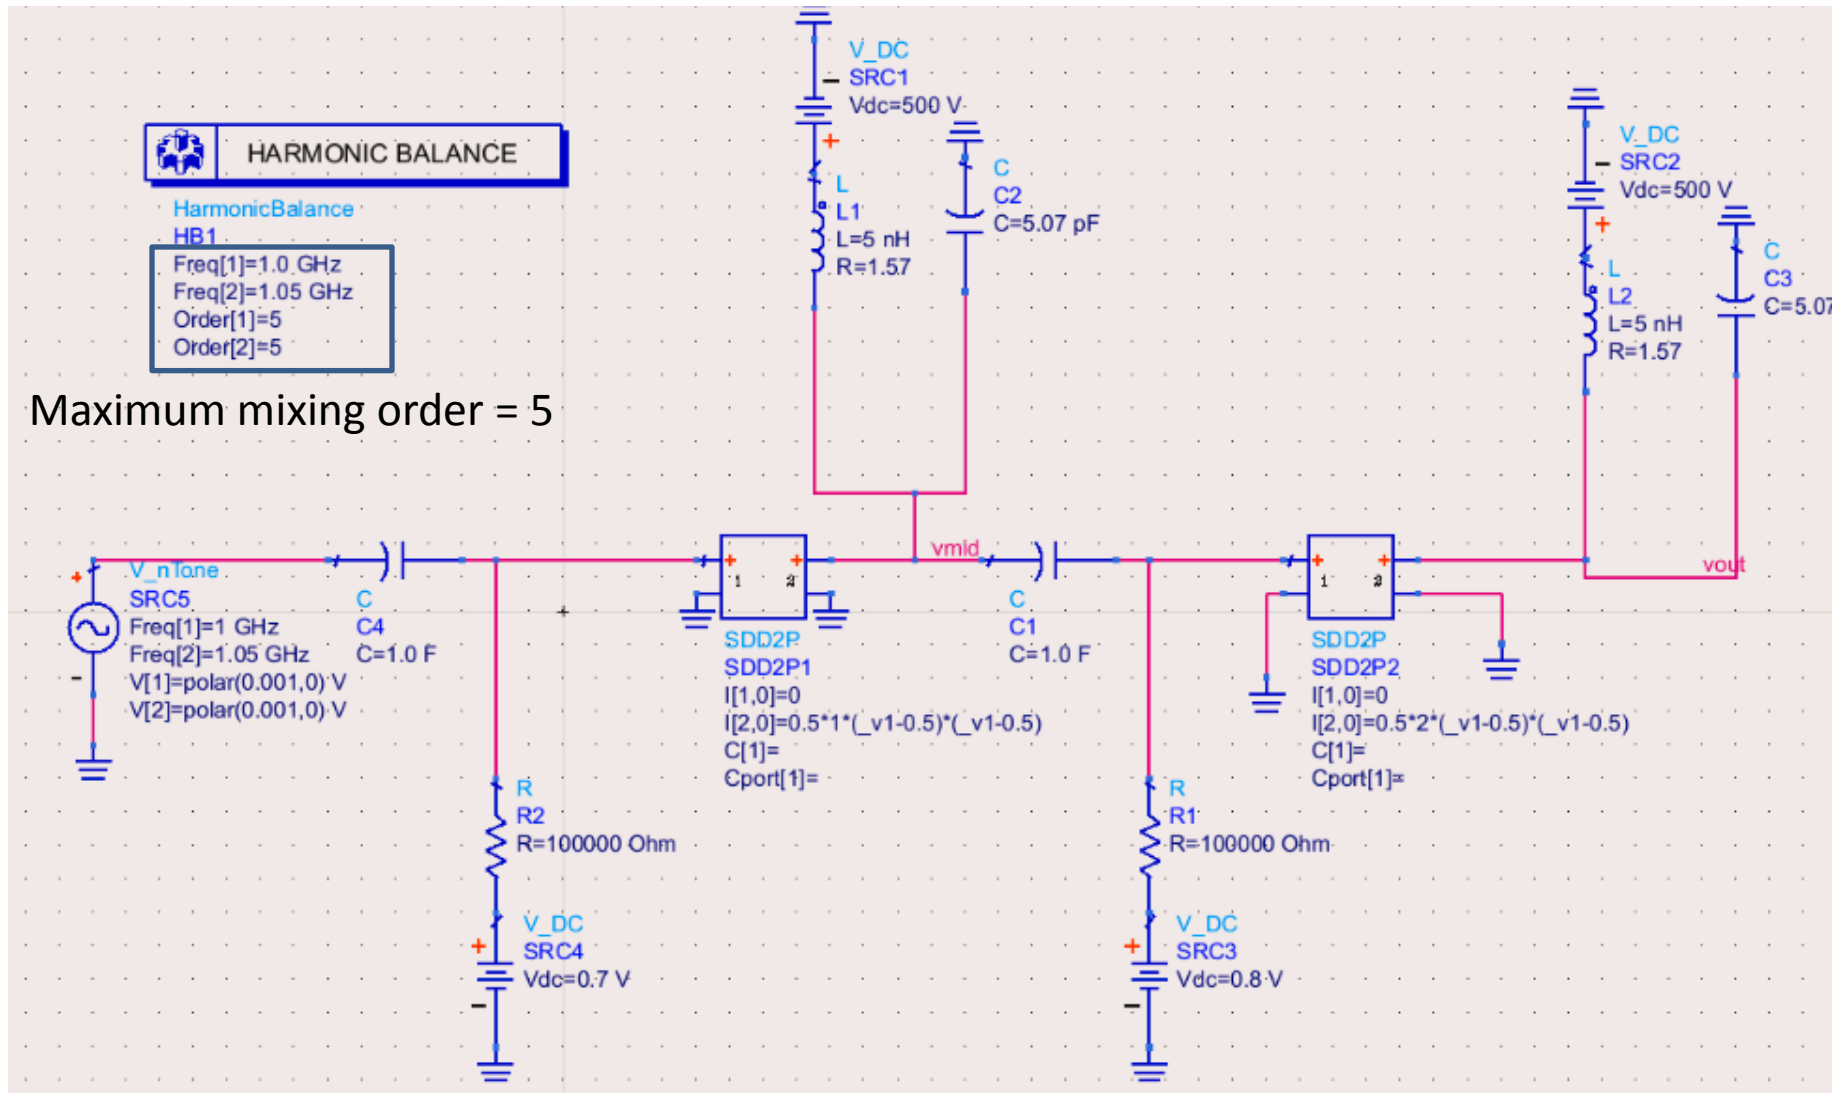 HARMONIC BALANCE
HarmonicBalance
HB1
Freq[1]=1.0 GHz
Freq[2]=1.05 GHz
Order[1]=5
Order[2]=5
Maximum mixing order = 5
V_DC
SRC1
Vdc=500 V
L
L1
L=5 nH
R=1.57
C
C2
C=5.07 pF
V_DC
SRC2
Vdc=500 V
L
L2
L=5 nH
R=1.57
C
C3
C=5.07
V_nTone
SRC5
Freq[1]=1 GHz
Freq[2]=1.05 GHz
V[1]=polar(0.001,0) V
V[2]=polar(0.001,0) V
C
C4
C=1.0 F
R
R2
R=100000 Ohm
V_DC
SRC4
Vdc=0.7 V
1 2
SDD2P
SDD2P1
I[1,0]=0
I[2,0]=0.5*1*(_v1-0.5)*(_v1-0.5)
C[1]=
Cport[1]=
vmid
C
C1
C=1.0 F
R
R1
R=100000 Ohm
V_DC
SRC3
Vdc=0.8 V
1 2
SDD2P
SDD2P2
I[1,0]=0
I[2,0]=0.5*2*(_v1-0.5)*(_v1-0.5)
C[1]=
Cport[1]=
vout